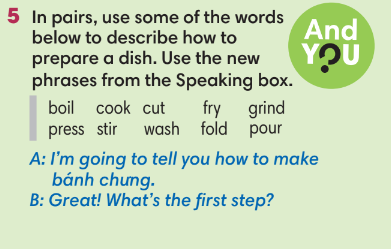 5 In pairs, use some of the words
below to describe how to
prepare a dish. Use the new
phrases from the Speaking box.
And
Y?U
boil cook cut fry grind
press stir wash fold pour
A: I'm going to tell you how to make
bánh chưng.
B: Great! What's the first step?